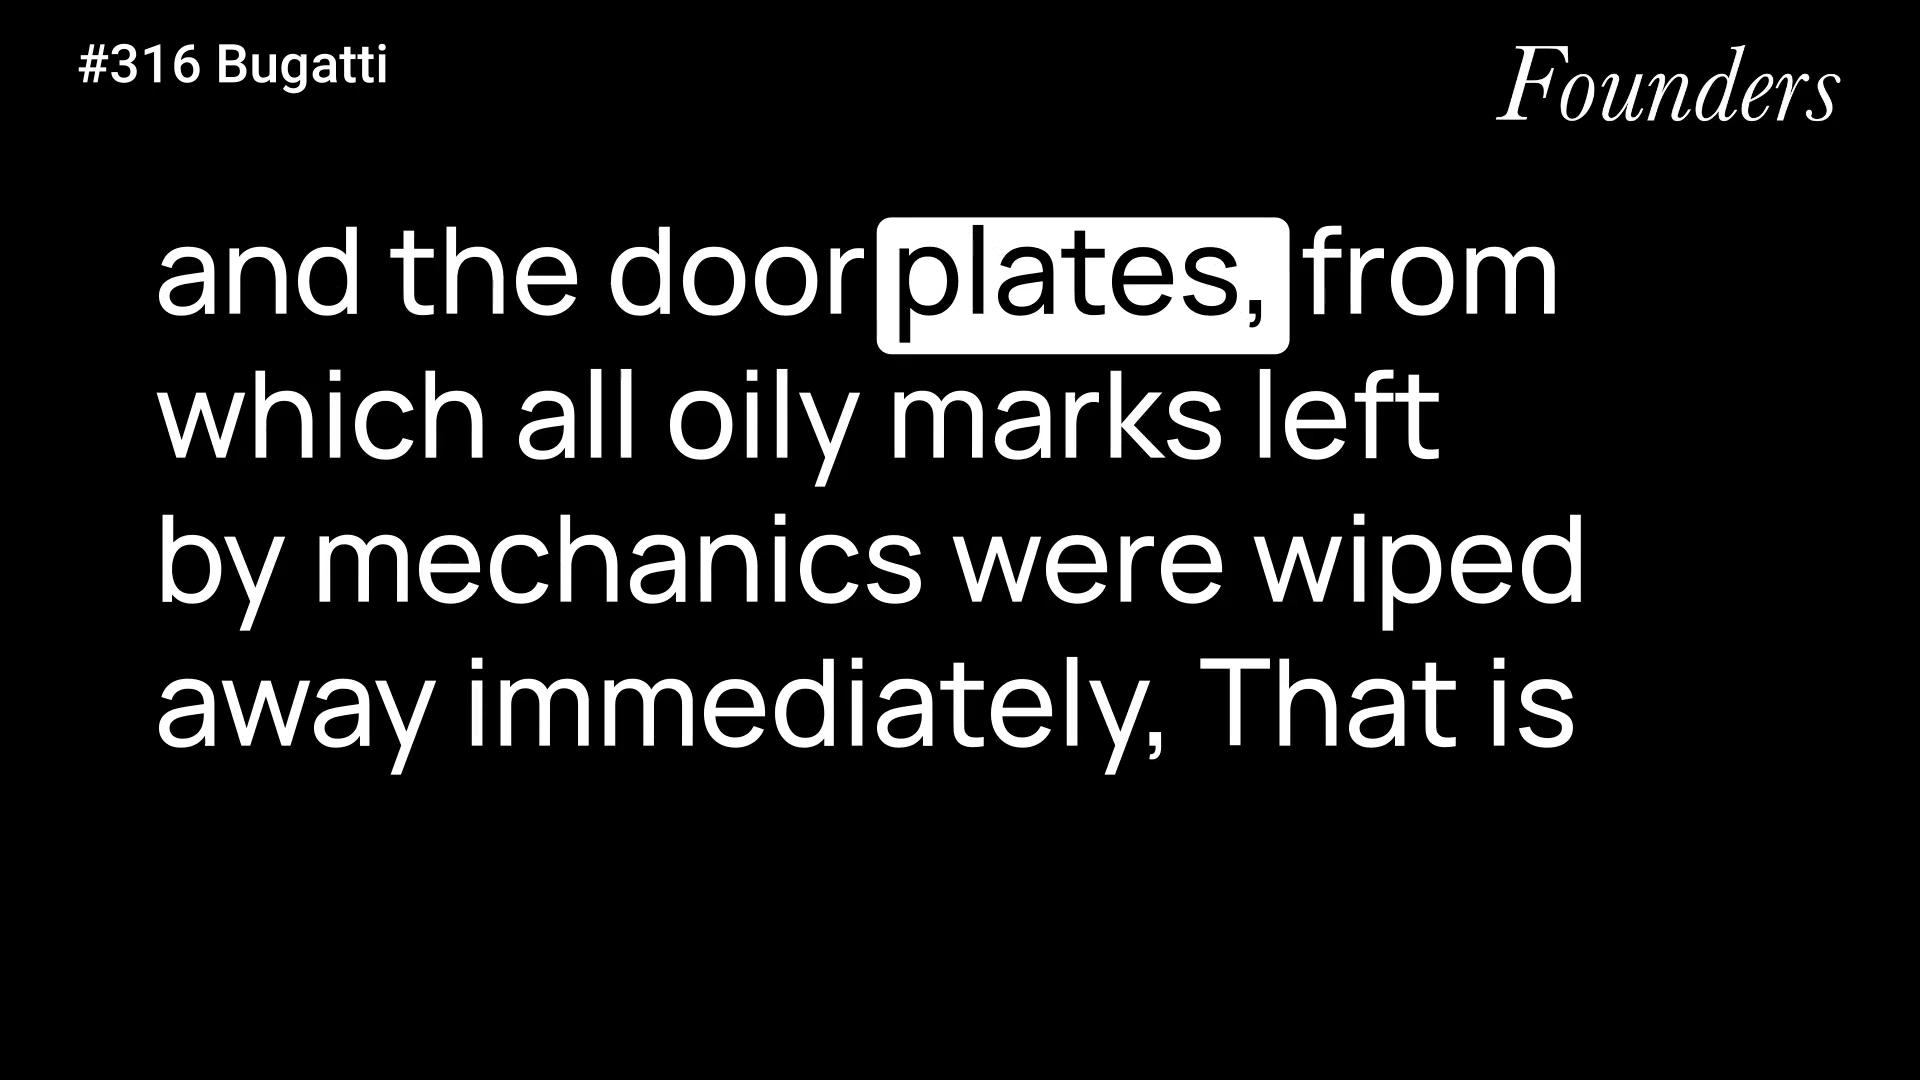 #316 Bugatti
Founders
and the door plates, from
which all oily marks left
by mechanics were wiped
away immediately, That is